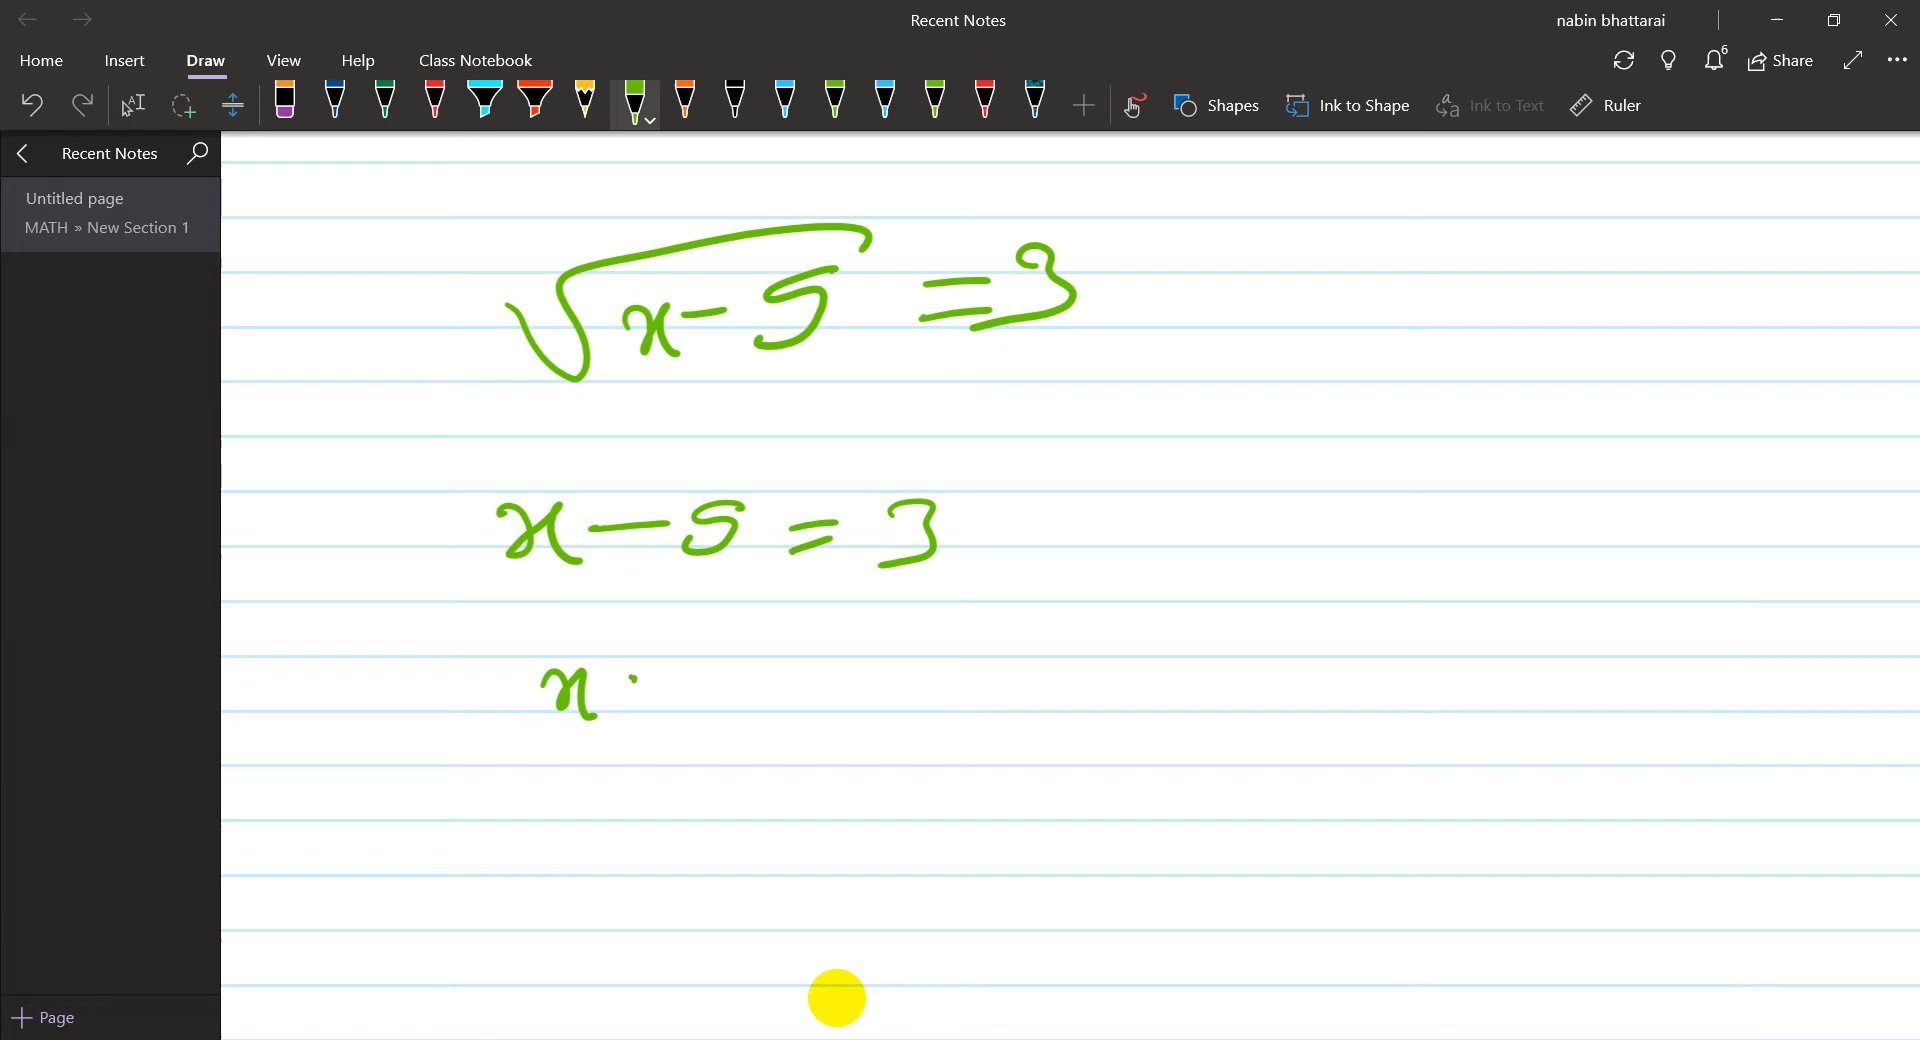 Recent Notes
nabin bhattarai
Home Insert Draw View Help Class Notebook
6
Share
Shapes Ink to Shape Ink to Text Ruler
Recent Notes
Untitled page
MATH » New Section 1
√x-5 = 3
x - 5 = 3
x
Page